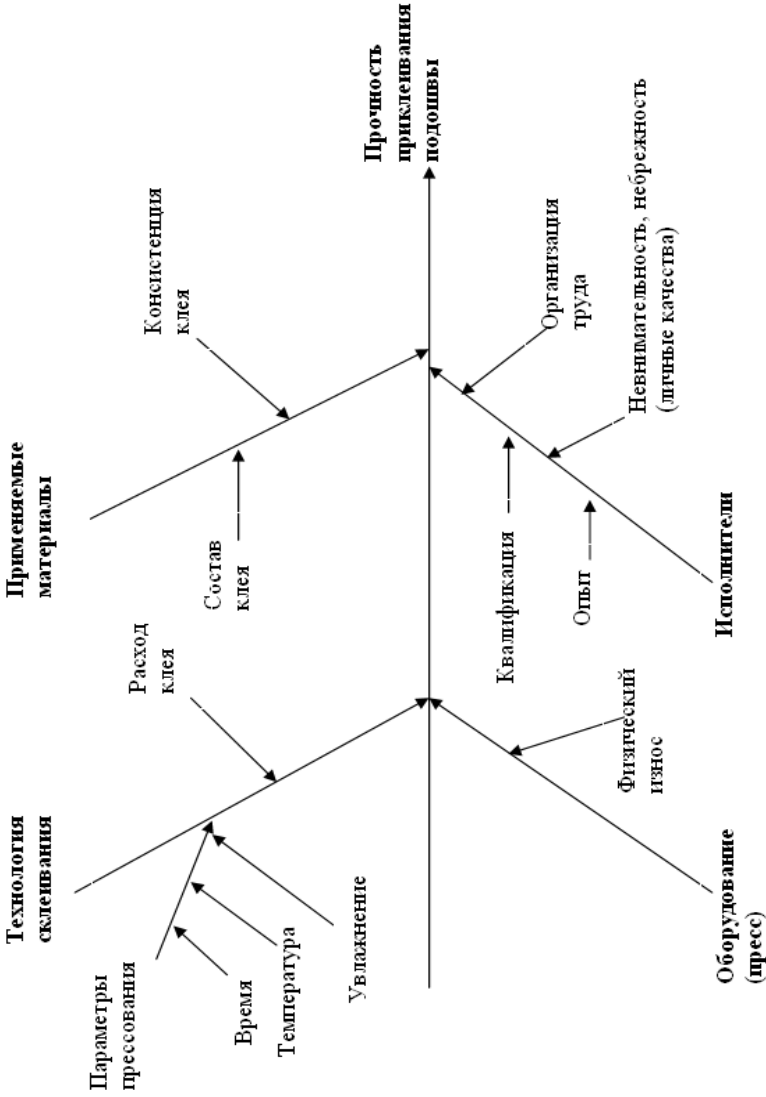 Технология
склеивания
Применяемые
материалы
Расход
клея
Консистенция
клея
Параметры
прессования
Состав
клея
Время
Температура
Увлажнение
Прочность
приклеивания
подошвы
Квалификация
Организация
труда
Опыт
Физический
износ
Невнимательность, небрежность
(личные качества)
Оборудование
(пресс)
Исполнители